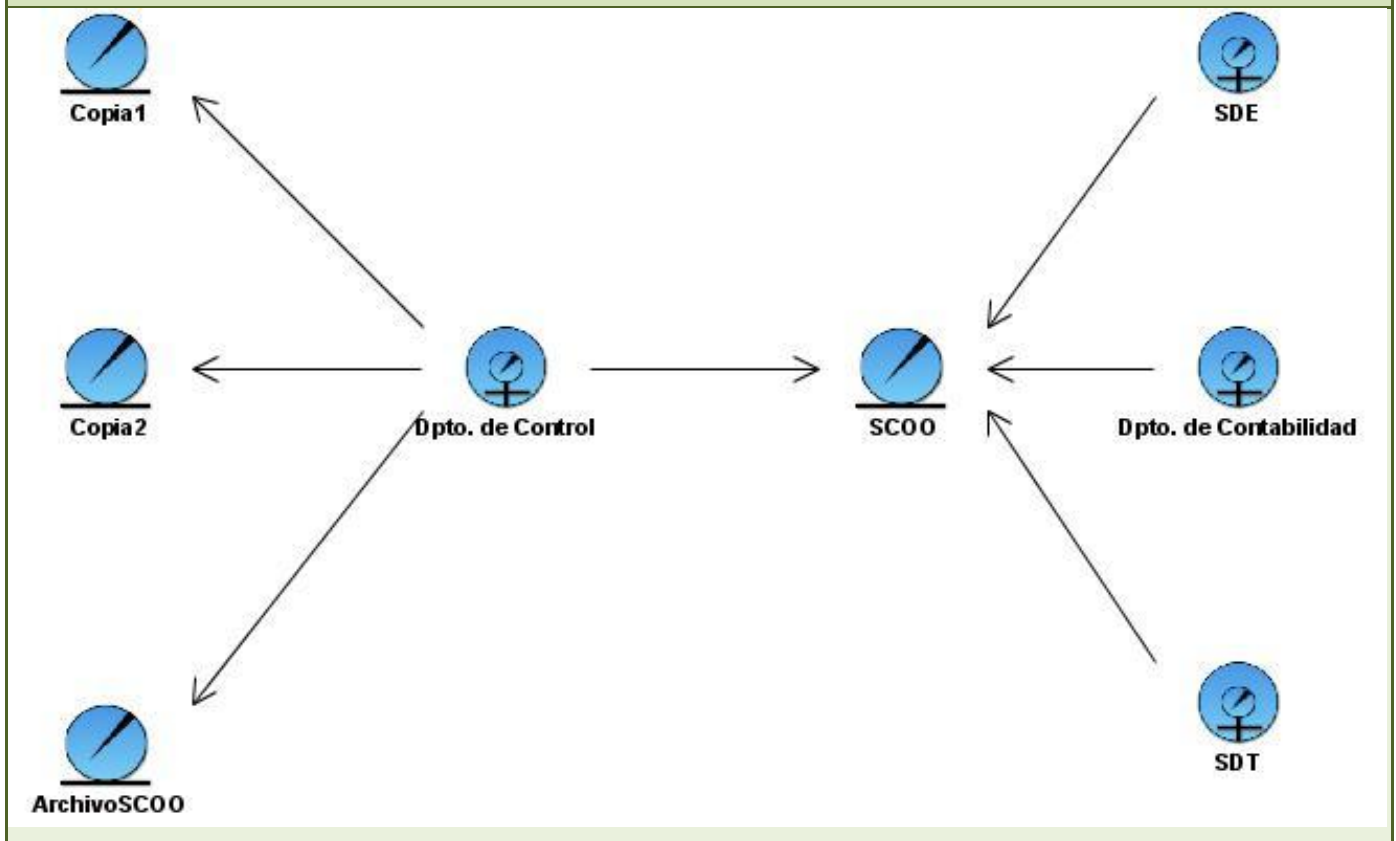 Copia1
SDE
Copia2
Dpto. de Control
SCOO
Dpto. de Contabilidad
SDT
ArchivoSCOO